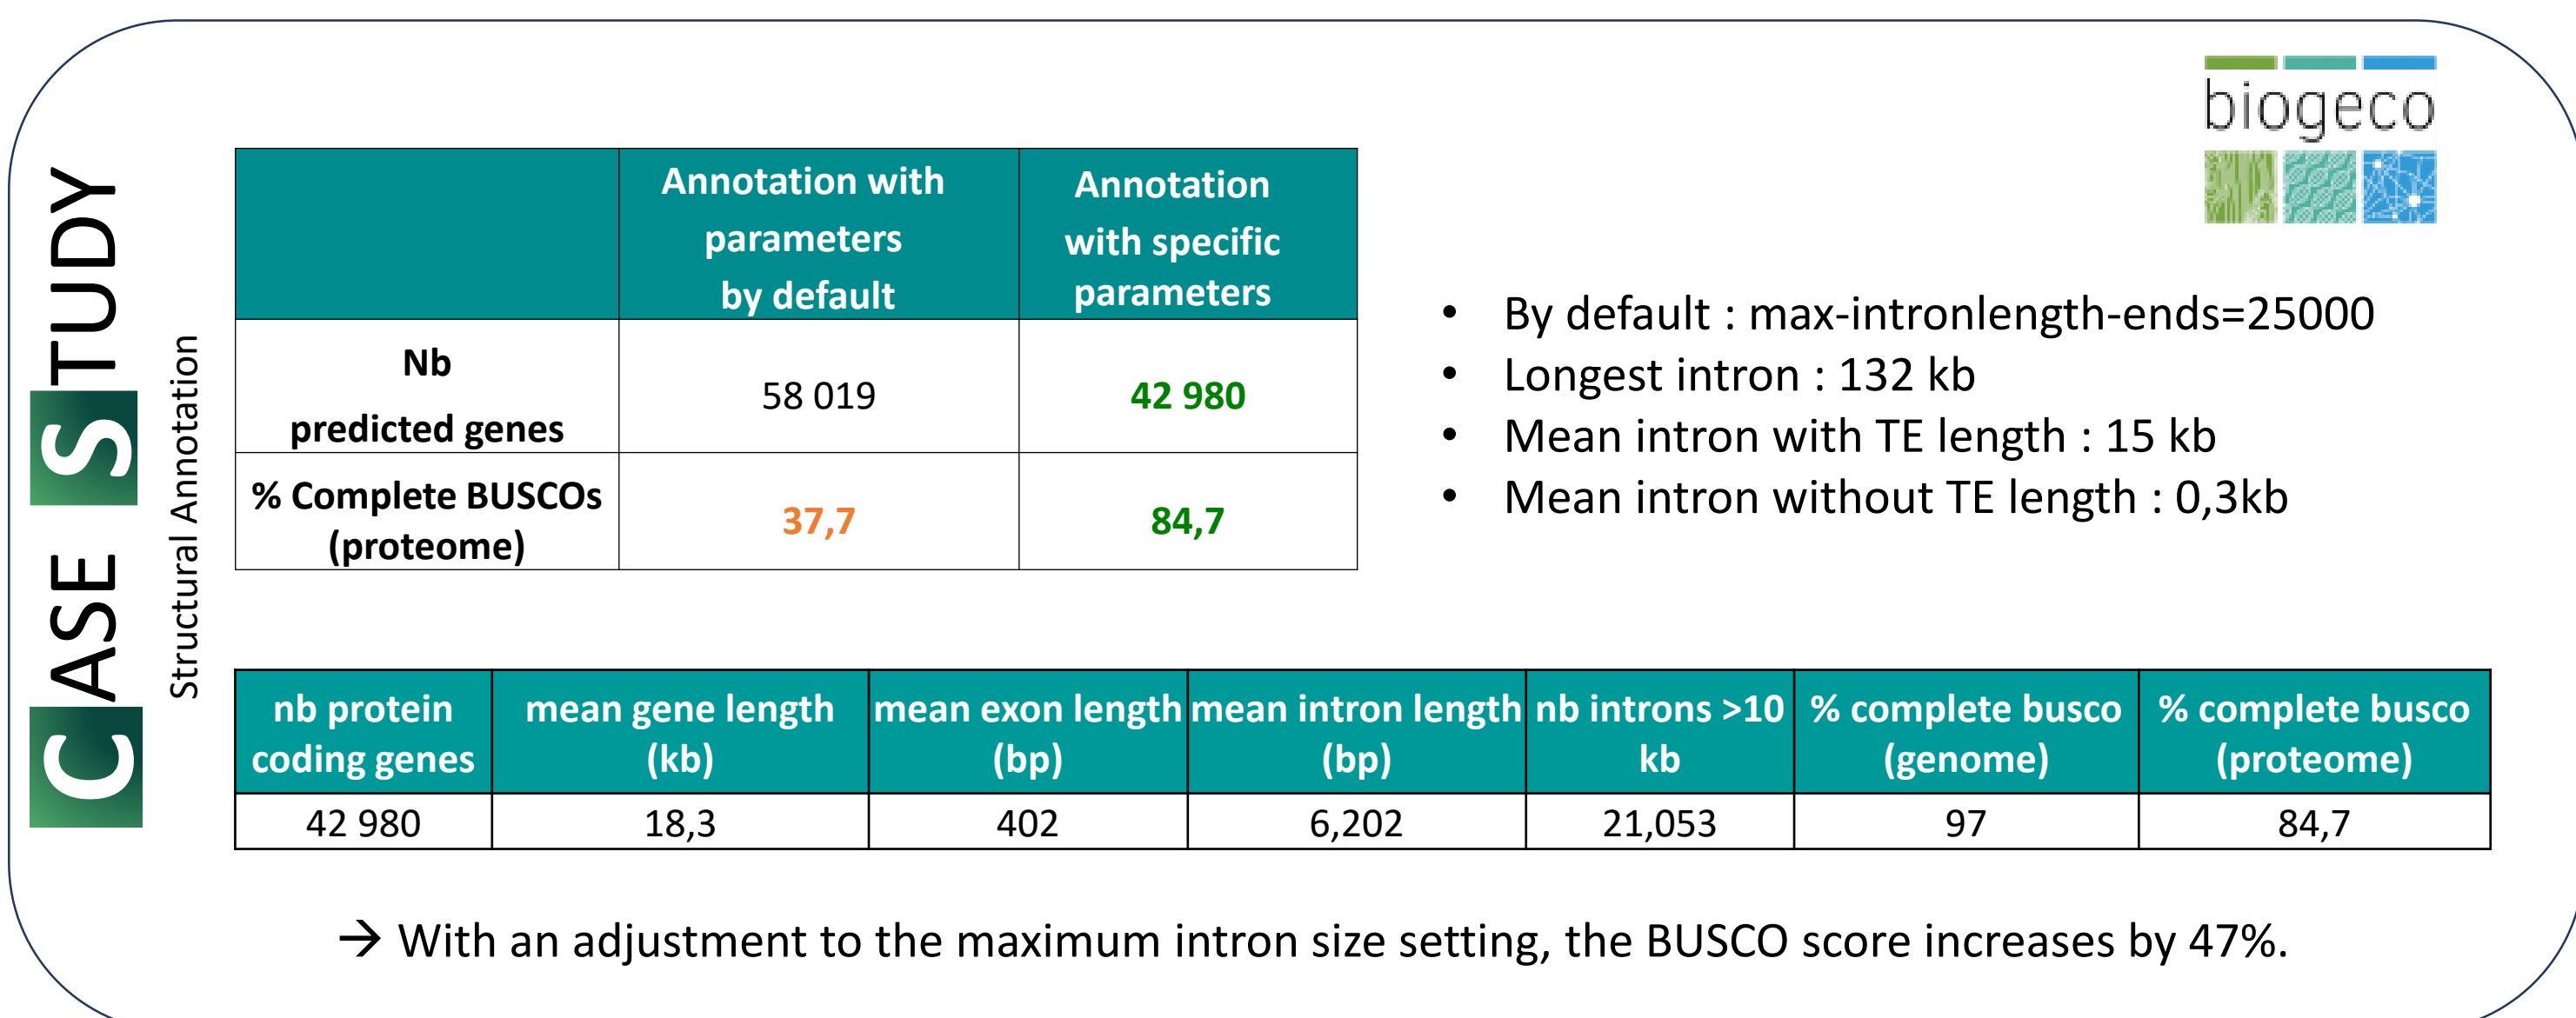 CASE STUDY
Structural Annotation
biogeco
Annotation with
parameters
by default
Annotation
with specific
parameters
Nb
predicted genes
58 019
42 980
% Complete BUSCOs
(proteome)
37,7
84,7
• By default : max-intronlength-ends=25000
• Longest intron : 132 kb
• Mean intron with TE length : 15 kb
• Mean intron without TE length : 0,3kb
nb protein
coding genes
mean gene length
(kb)
mean exon length
(bp)
mean intron length
(bp)
nb introns >10
kb
% complete busco
(genome)
% complete busco
(proteome)
42 980
18,3
402
6,202
21,053
97
84,7
→ With an adjustment to the maximum intron size setting, the BUSCO score increases by 47%.